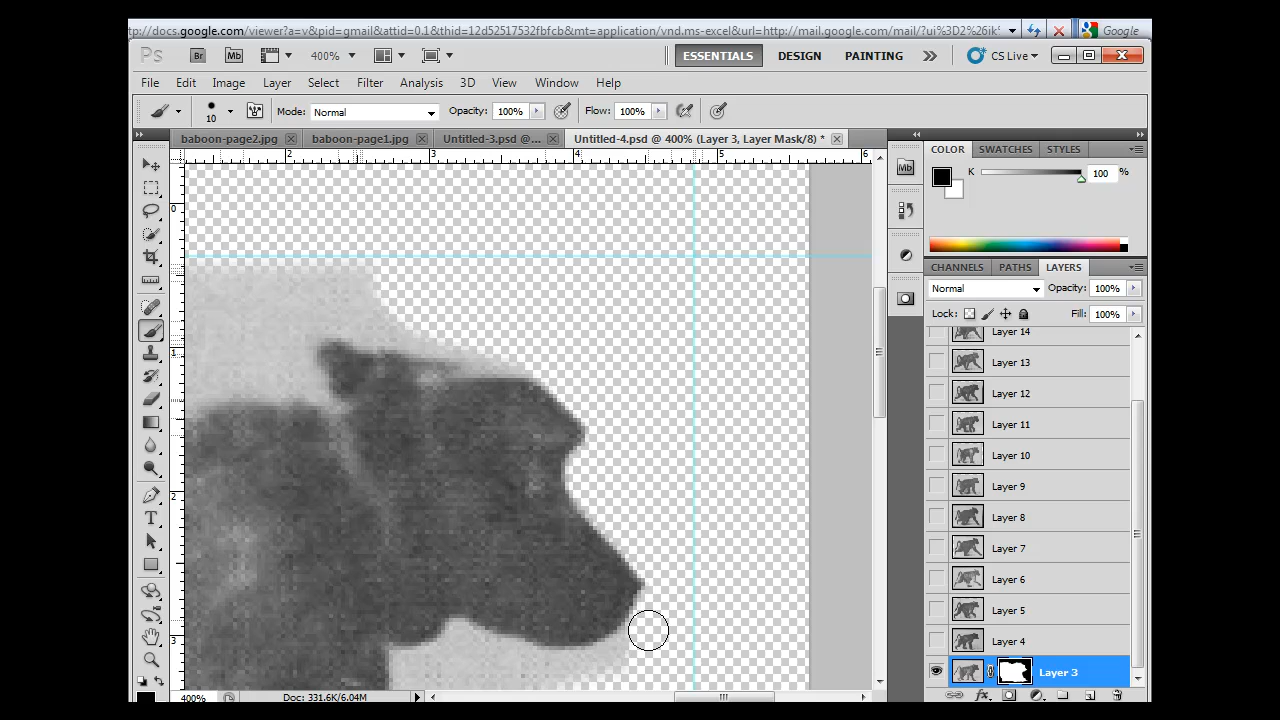 tp://docs.google.com/viewer?a=v&pid=gmail&attid=0.1&thid=12d52517532fbfcb&mt=application/vnd.ms-excel&url=http://mail.google.com/mail/?ui%3D2%26ik%
Google
Ps Br Mb 400% ESSENTIALS DESIGN PAINTING CS Live
File Edit Image Layer Select Filter Analysis 3D View Window Help
10 Mode: Normal Opacity: 100% Flow: 100%
baboon-page2.jpg baboon-page1.jpg Untitled-3.psd @... Untitled-4.psd @ 400% (Layer 3, Layer Mask/8) *
2 3 4 5 6
0
1
2
3
Mb
COLOR SWATCHES STYLES
K 100 %
CHANNELS PATHS LAYERS
Normal Opacity: 100%
Lock: Fill: 100%
Layer 14
Layer 13
Layer 12
Layer 11
Layer 10
Layer 9
Layer 8
Layer 7
Layer 6
Layer 5
Layer 4
Layer 3
400% Doc: 331.6K/6.04M